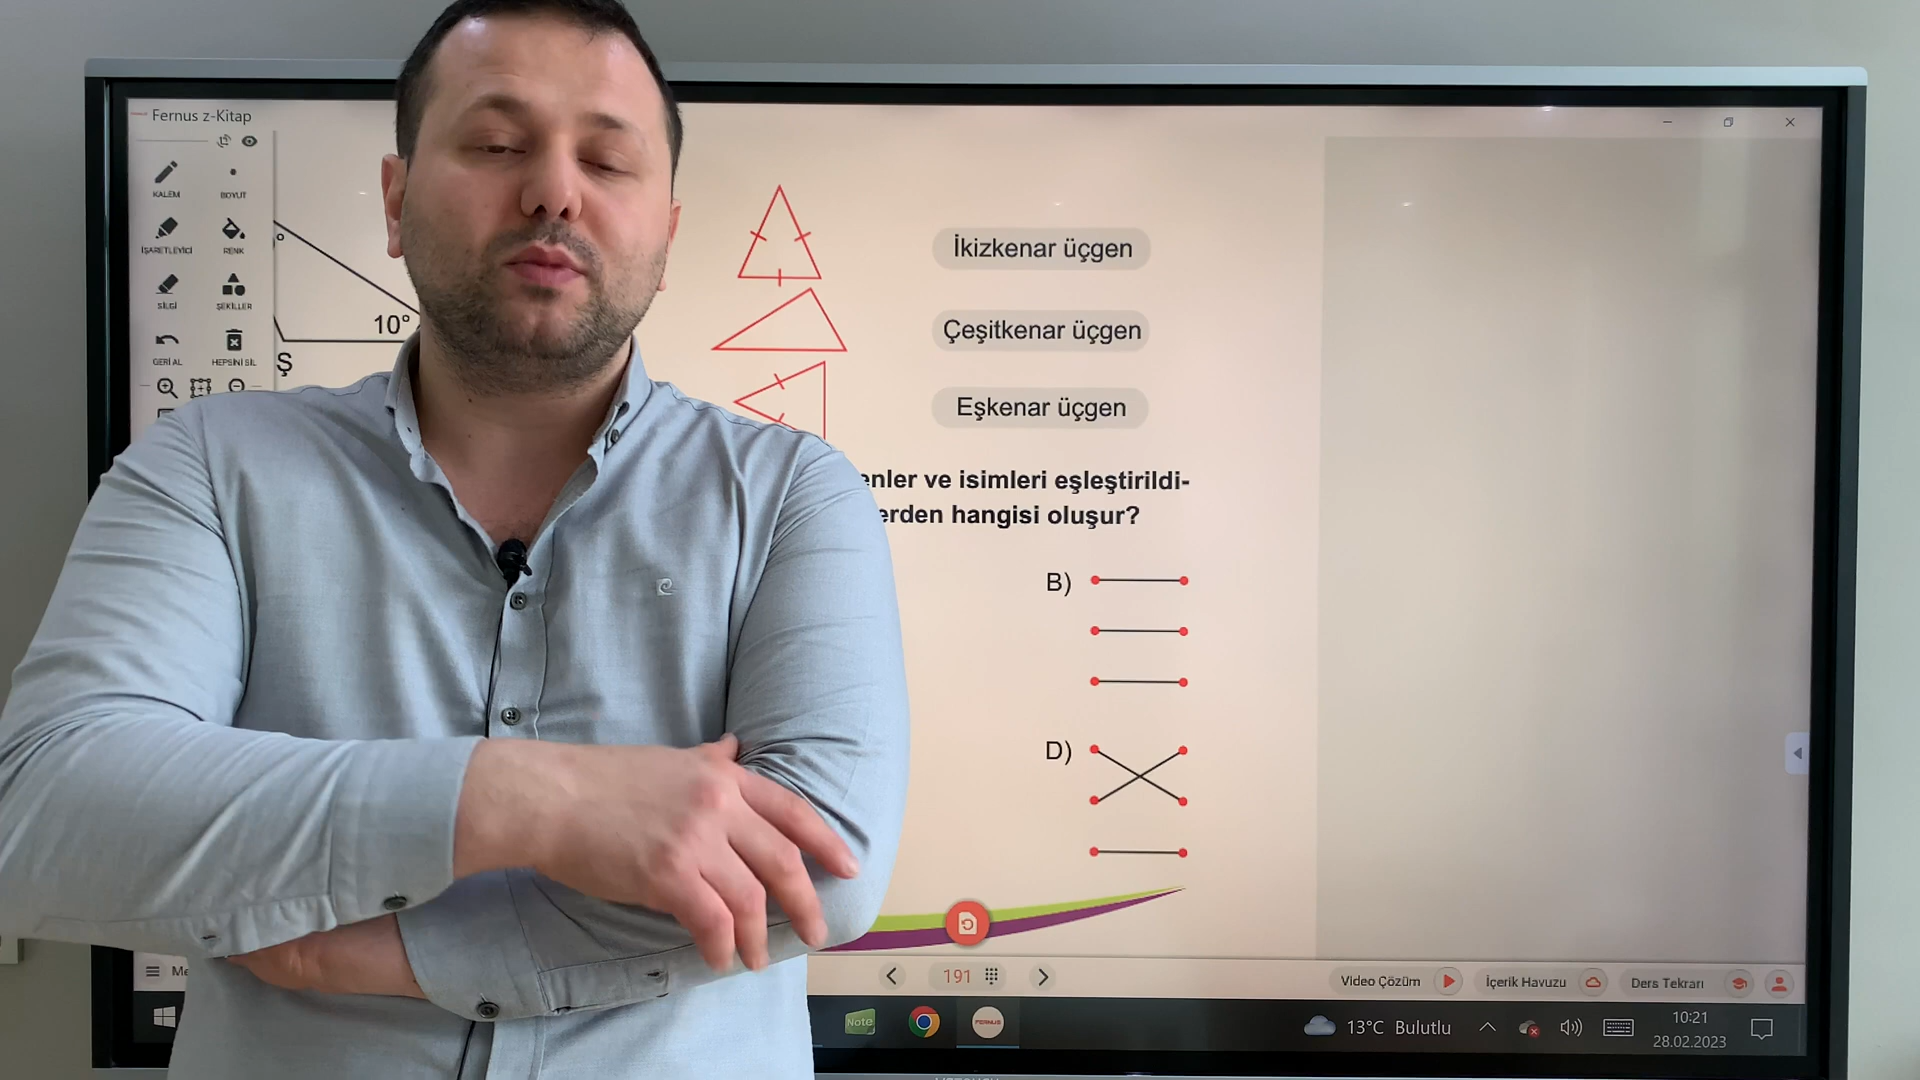 Fernus z-Kitap
KALEM
BOYUT
İŞARETLEYİCİ
RENK
SİLGİ
ŞEKİLLER
GERİ AL
HEPSİNİ SİL
10°
Ş
İkizkenar üçgen
Çeşitkenar üçgen
Eşkenar üçgen
enler ve isimleri eşleştirildi-
erden hangisi oluşur?
B)
D)
191
Video Çözüm
İçerik Havuzu
Ders Tekrarı
Note
FERNUS
13°C Bulutlu
10:21
28.02.2023